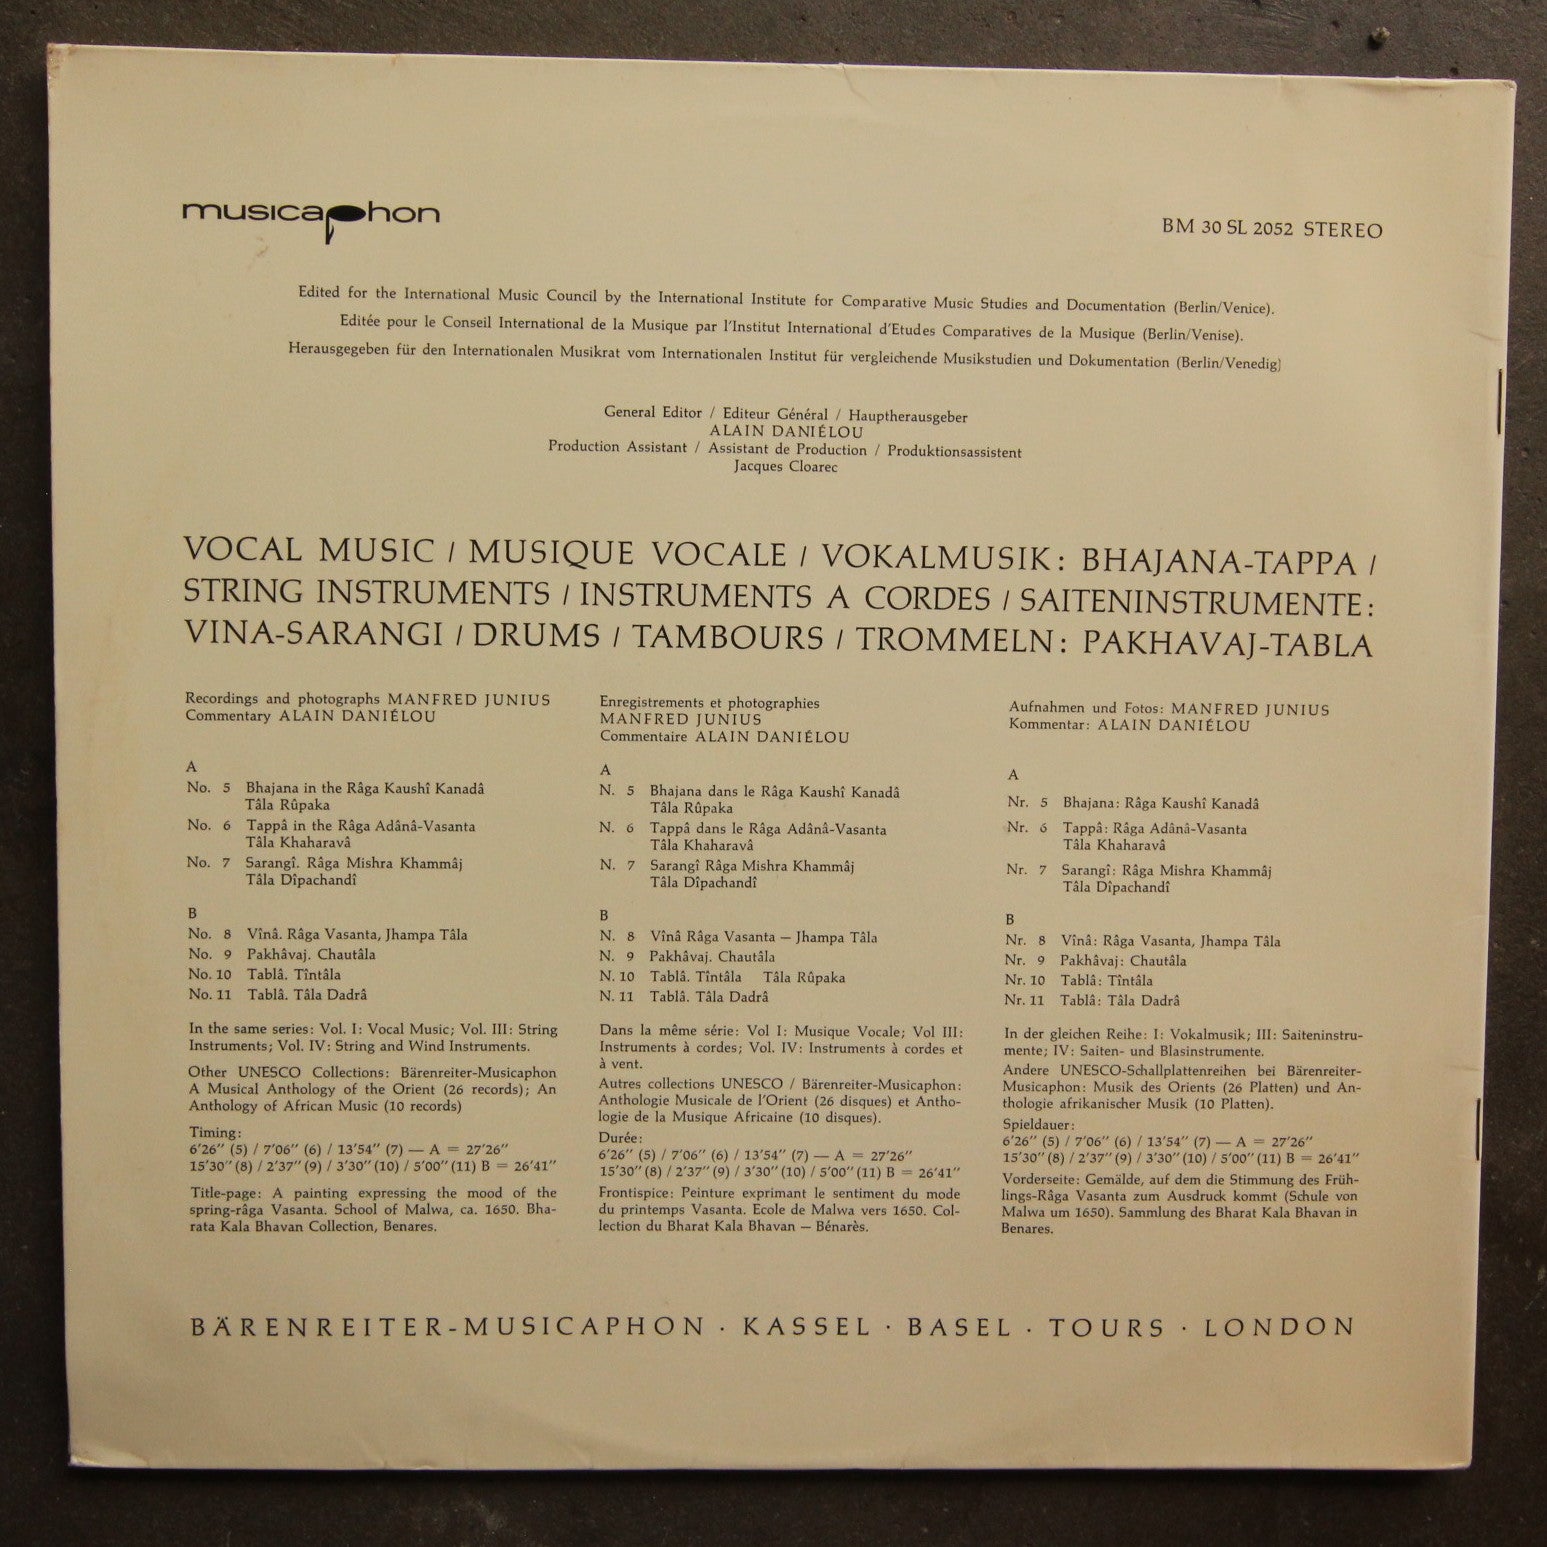 musicaphon
BM 30 SL 2052 STEREO
Edited for the International Music Council by the International Institute for Comparative Music Studies and Documentation (Berlin/Venice).
Editée pour le Conseil International de la Musique par l'Institut International d'Etudes Comparatives de la Musique (Berlin/Venise).
Herausgegeben für den Internationalen Musikrat vom Internationalen Institut für vergleichende Musikstudien und Dokumentation (Berlin/Venedig)
General Editor / Editeur Général / Hauptherausgeber
ALAIN DANIÉLOU
Production Assistant / Assistant de Production / Produktionsassistent
Jacques Cloarec
VOCAL MUSIC / MUSIQUE VOCALE / VOKALMUSIK: BHAJANA-TAPPA /
STRING INSTRUMENTS / INSTRUMENTS A CORDES / SAITENINSTRUMENTE:
VINA-SARANGI / DRUMS / TAMBOURS / TROMMELN: PAKHAVAJ-TABLA
Recordings and photographs MANFRED JUNIUS
Commentary ALAIN DANIÉLOU
A
No. 5 Bhajana in the Râga Kaushî Kanadâ
Tâla Rûpaka
No. 6 Tappâ in the Râga Adânâ-Vasanta
Tâla Khaharavâ
No. 7 Sarangî. Râga Mishra Khammâj
Tâla Dîpachandî
B
No. 8 Vînâ. Râga Vasanta, Jhampa Tâla
No. 9 Pakhâvaj. Chautâla
No. 10 Tablâ. Tîntâla
No. 11 Tablâ. Tâla Dadrâ
In the same series: Vol. I: Vocal Music; Vol. III: String
Instruments; Vol. IV: String and Wind Instruments.
Other UNESCO Collections: Bärenreiter-Musicaphon
A Musical Anthology of the Orient (26 records); An
Anthology of African Music (10 records)
Timing:
6'26'' (5) / 7'06'' (6) / 13'54'' (7) — A = 27'26''
15'30'' (8) / 2'37'' (9) / 3'30'' (10) / 5'00'' (11) B = 26'41''
Title-page: A painting expressing the mood of the
spring-râga Vasanta. School of Malwa, ca. 1650. Bha-
rata Kala Bhavan Collection, Benares.
Enregistrements et photographies
MANFRED JUNIUS
Commentaire ALAIN DANIÉLOU
A
N. 5 Bhajana dans le Râga Kaushî Kanadâ
Tâla Rûpaka
N. 6 Tappâ dans le Râga Adânâ-Vasanta
Tâla Khaharavâ
N. 7 Sarangî Râga Mishra Khammâj
Tâla Dîpachandî
B
N. 8 Vînâ Râga Vasanta — Jhampa Tâla
N. 9 Pakhâvaj. Chautâla
N. 10 Tablâ. Tîntâla Tâla Rûpaka
N. 11 Tablâ. Tâla Dadrâ
Dans la même série: Vol I: Musique Vocale; Vol III:
Instruments à cordes; Vol. IV: Instruments à cordes et
à vent.
Autres collections UNESCO / Bärenreiter-Musicaphon:
Anthologie Musicale de l'Orient (26 disques) et Antho-
logie de la Musique Africaine (10 disques).
Durée:
6'26'' (5) / 7'06'' (6) / 13'54'' (7) — A = 27'26''
15'30'' (8) / 2'37'' (9) / 3'30'' (10) / 5'00'' (11) B = 26'41''
Frontispice: Peinture exprimant le sentiment du mode
du printemps Vasanta. Ecole de Malwa vers 1650. Col-
lection du Bharat Kala Bhavan — Bénarès.
Aufnahmen und Fotos: MANFRED JUNIUS
Kommentar: ALAIN DANIÉLOU
A
Nr. 5 Bhajana: Râga Kaushî Kanadâ
Nr. 6 Tappâ: Râga Adânâ-Vasanta
Tâla Khaharavâ
Nr. 7 Sarangî: Râga Mishra Khammâj
Tâla Dîpachandî
B
Nr. 8 Vînâ: Râga Vasanta, Jhampa Tâla
Nr. 9 Pakhâvaj: Chautâla
Nr. 10 Tablâ: Tîntâla
Nr. 11 Tablâ: Tâla Dadrâ
In der gleichen Reihe: I: Vokalmusik; III: Saiteninstru-
mente; IV: Saiten- und Blasinstrumente.
Andere UNESCO-Schallplattenreihen bei Bärenreiter-
Musicaphon: Musik des Orients (26 Platten) und An-
thologie afrikanischer Musik (10 Platten).
Spieldauer:
6'26'' (5) / 7'06'' (6) / 13'54'' (7) — A = 27'26''
15'30'' (8) / 2'37'' (9) / 3'30'' (10) / 5'00'' (11) B = 26'41''
Vorderseite: Gemälde, auf dem die Stimmung des Früh-
lings-Râga Vasanta zum Ausdruck kommt (Schule von
Malwa um 1650). Sammlung des Bharat Kala Bhavan in
Benares.
BÄRENREITER-MUSICAPHON · KASSEL · BASEL · TOURS · LONDON